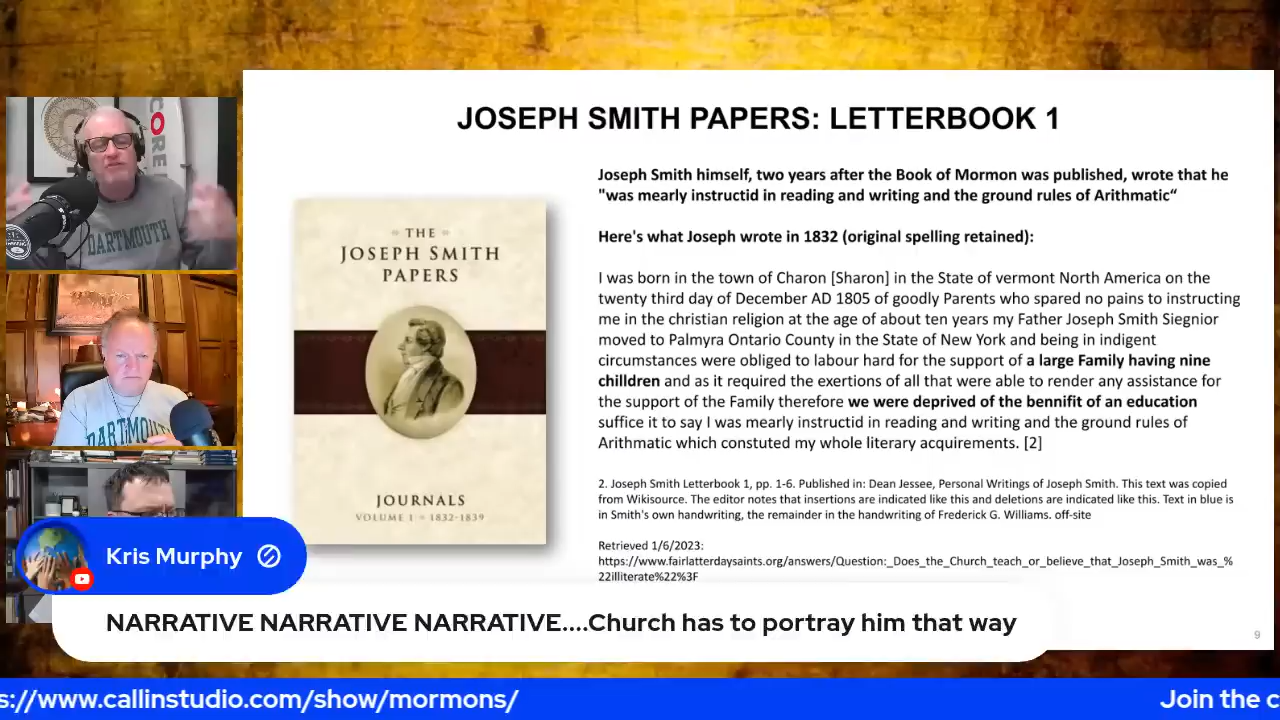 JOSEPH SMITH PAPERS: LETTERBOOK 1
Joseph Smith himself, two years after the Book of Mormon was published, wrote that he
"was mearly instructid in reading and writing and the ground rules of Arithmatic“
Here's what Joseph wrote in 1832 (original spelling retained):
I was born in the town of Charon [Sharon] in the State of vermont North America on the
twenty third day of December AD 1805 of goodly Parents who spared no pains to instructing
me in the christian religion at the age of about ten years my Father Joseph Smith Siegnior
moved to Palmyra Ontario County in the State of New York and being in indigent
circumstances were obliged to labour hard for the support of a large Family having nine
chilldren and as it required the exertions of all that were able to render any assistance for
the support of the Family therefore we were deprived of the bennifit of an education
suffice it to say I was mearly instructid in reading and writing and the ground rules of
Arithmatic which constuted my whole literary acquirements. [2]
2. Joseph Smith Letterbook 1, pp. 1-6. Published in: Dean Jessee, Personal Writings of Joseph Smith. This text was copied
from Wikisource. The editor notes that insertions are indicated like this and deletions are indicated like this. Text in blue is
in Smith's own handwriting, the remainder in the handwriting of Frederick G. Williams. off-site
Retrieved 1/6/2023:
https://www.fairlatterdaysaints.org/answers/Question:_Does_the_Church_teach_or_believe_that_Joseph_Smith_was_%
22illiterate%22%3F
9
THE
JOSEPH SMITH
PAPERS
JOURNALS
VOLUME 1 • 1832-1839
CORE
DARTMOUTH
DARTMOUTH
Kris Murphy
NARRATIVE NARRATIVE NARRATIVE....Church has to portray him that way
s://www.callinstudio.com/show/mormons/
Join the c